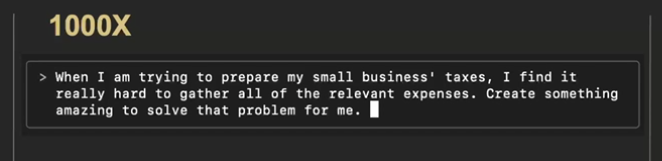 1000X
> When I am trying to prepare my small business' taxes, I find it
really hard to gather all of the relevant expenses. Create something
amazing to solve that problem for me.